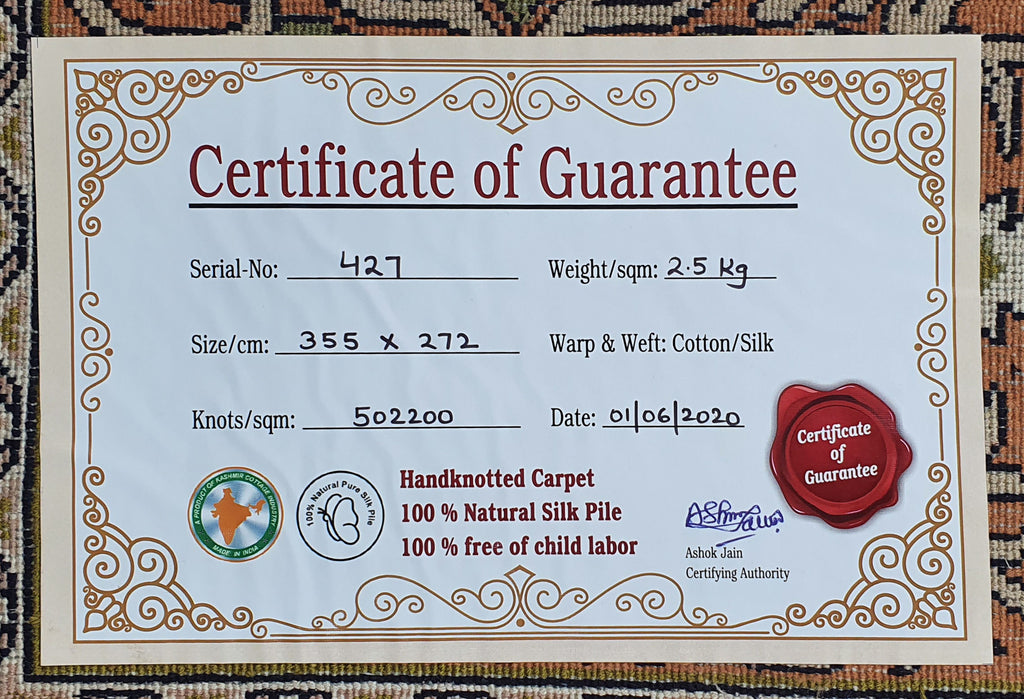 Certificate of Guarantee
Serial-No: 427
Weight/sqm: 2.5 Kg
Size/cm: 355 x 272
Warp & Weft: Cotton/Silk
Knots/sqm: 502200
Date: 01/06/2020
Certificate
of
Guarantee
A PRODUCT OF KASHMIR COTTAGE INDUSTRY
MADE IN INDIA
100% Natural Pure Silk Pile
Handknotted Carpet
100 % Natural Silk Pile
100 % free of child labor
Ashok Jain
Certifying Authority